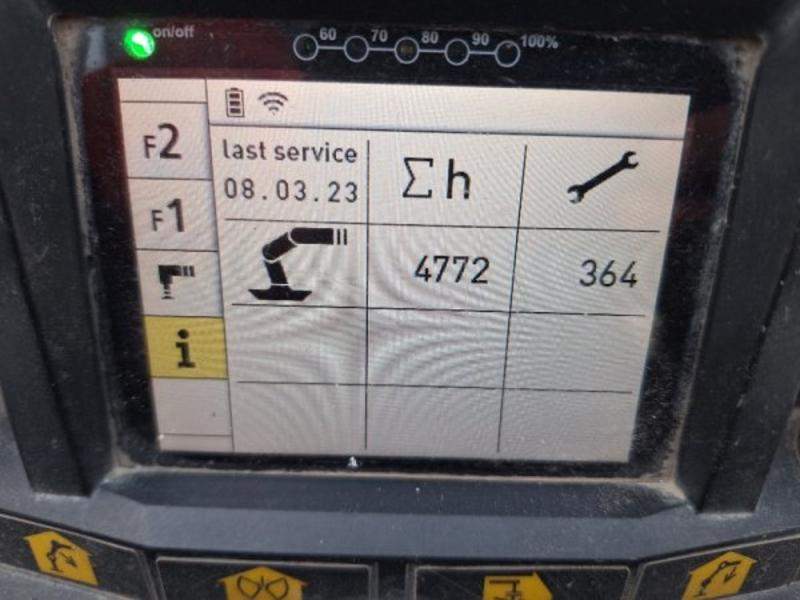 on/off
60 70 80 90 100%
F2
last service
08.03.23
Σh
F1
4772
364
i